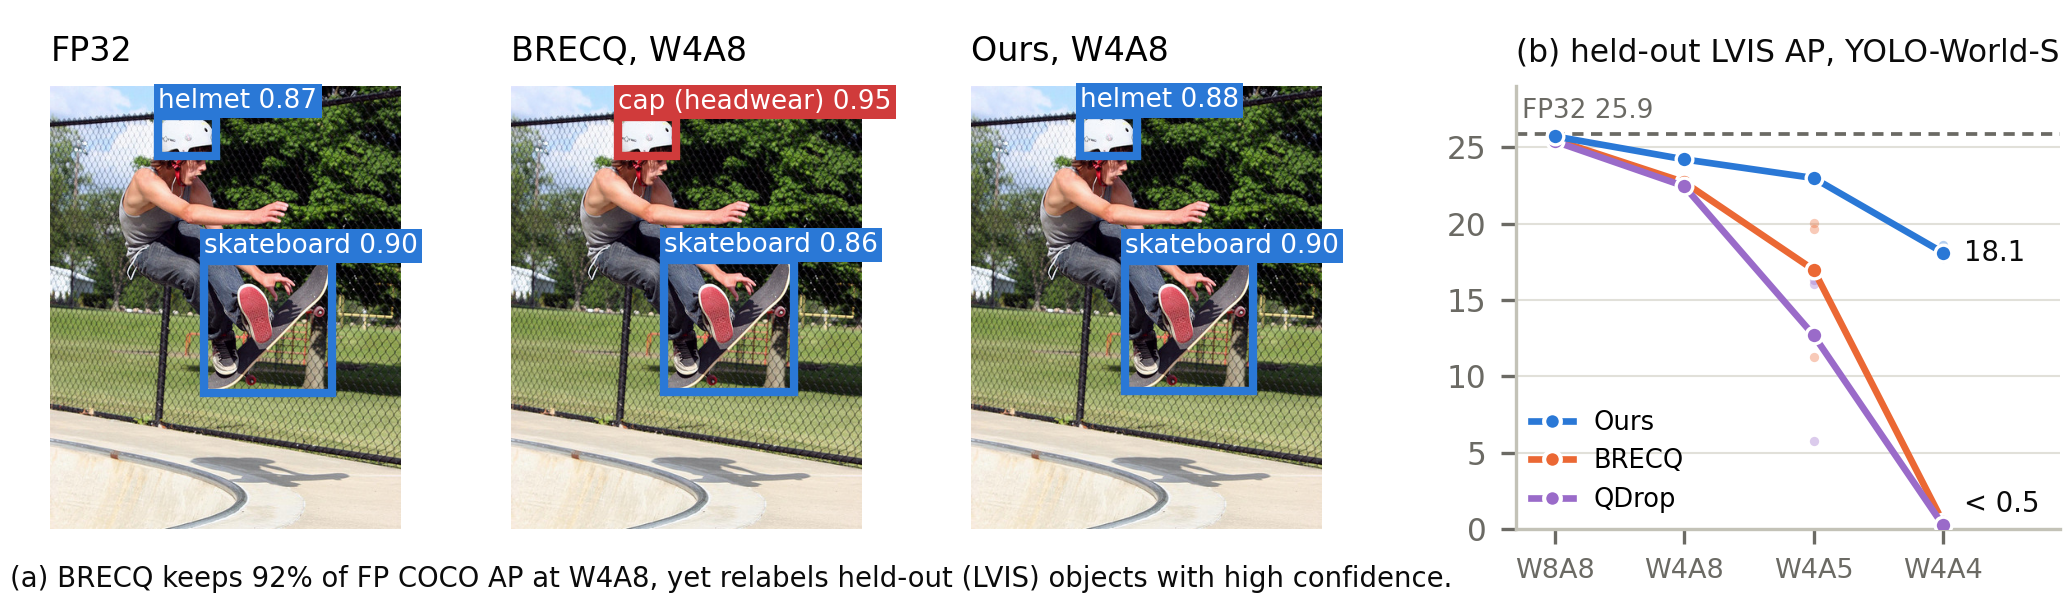 FP32
helmet 0.87
skateboard 0.90
BRECQ, W4A8
cap (headwear) 0.95
skateboard 0.86
Ours, W4A8
helmet 0.88
skateboard 0.90
(a) BRECQ keeps 92% of FP COCO AP at W4A8, yet relabels held-out (LVIS) objects with high confidence.
(b) held-out LVIS AP, YOLO-World-S
FP32 25.9
25
20
15
10
5
0
18.1
< 0.5
Ours
BRECQ
QDrop
W8A8 W4A8 W4A5 W4A4